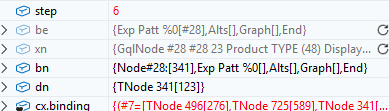 step 6
be {Exp Patt %0[#28],Alts[],Graph[],End}
xn {GqlNode #28 #28 23 Product TYPE (48) Display...
bn {Node#28:[341],Exp Patt %0[],Alts[],Graph[],End}
dn {TNode 341[123]}
cx.binding {(#7=[TNode 496[276],TNode 725[589],TNode 341[